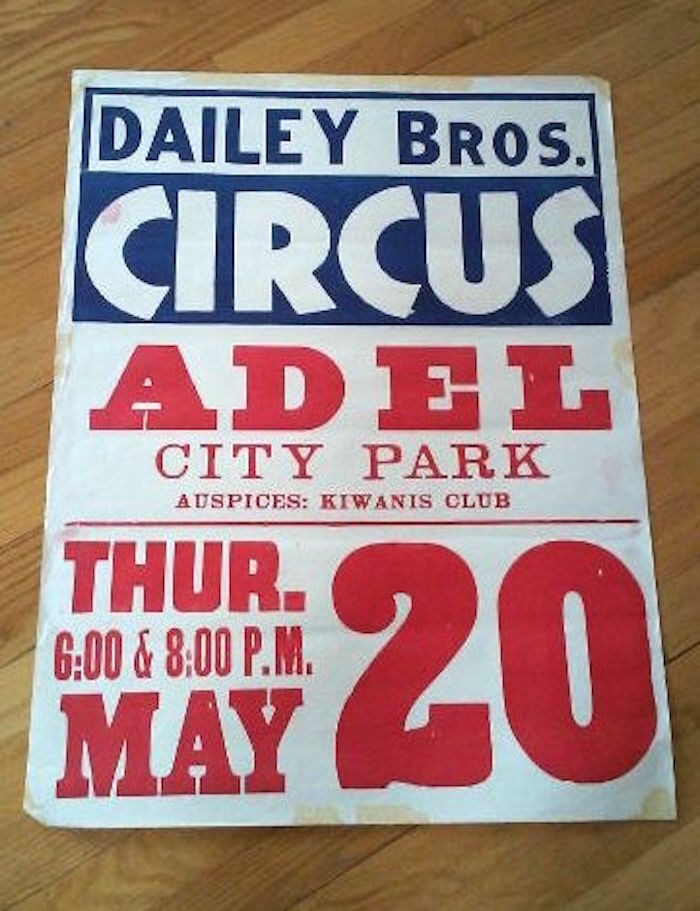 DAILEY BROS.
CIRCUS
ADEL
CITY PARK
AUSPICES: KIWANIS CLUB
THUR.
6:00 & 8:00 P.M.
MAY 20